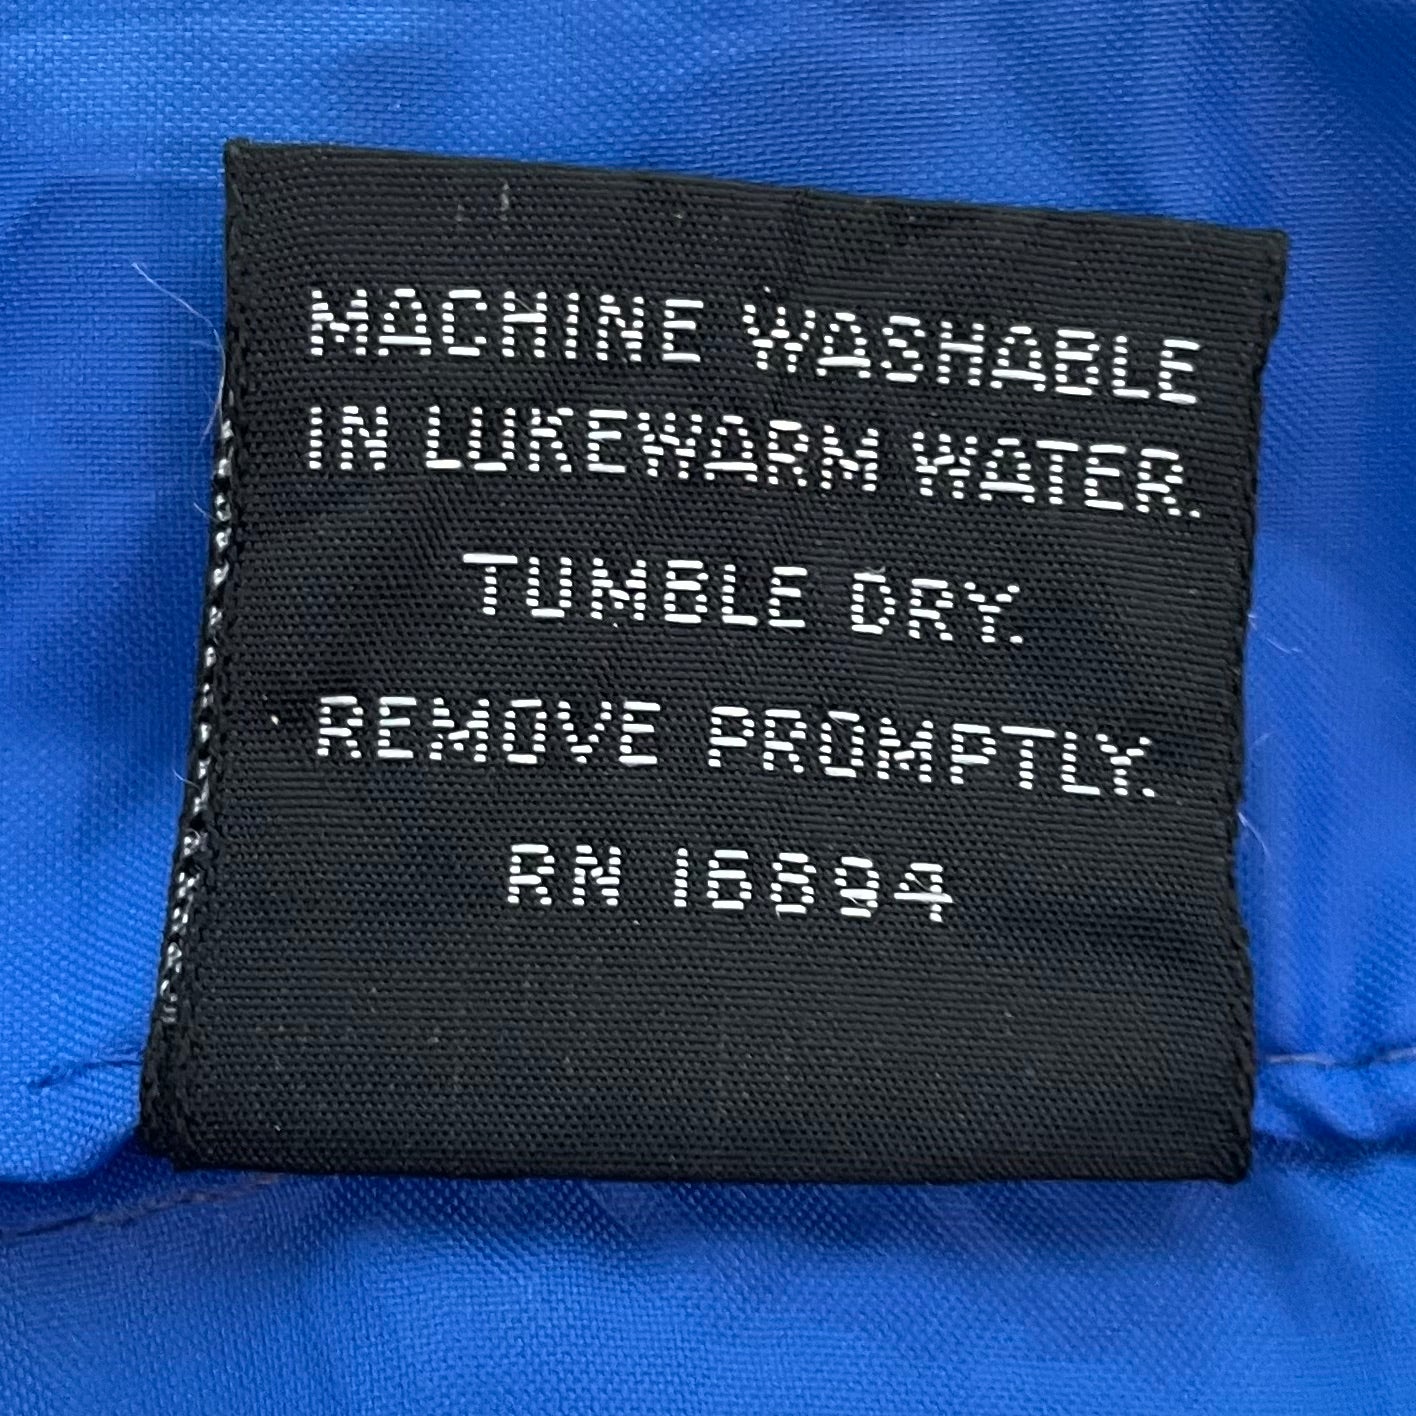 MACHINE WASHABLE
IN LUKEWARM WATER.
TUMBLE DRY.
REMOVE PROMPTLY.
RN 16894